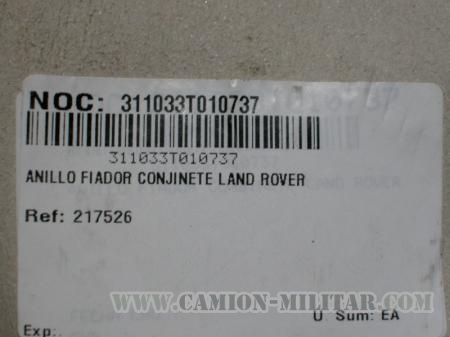 NOC: 311033T010737
311033T010737
ANILLO FIADOR CONJINETE LAND ROVER
Ref: 217526
WWW.CAMION-MILITAR.COM
U. Sum: EA
Exp.: